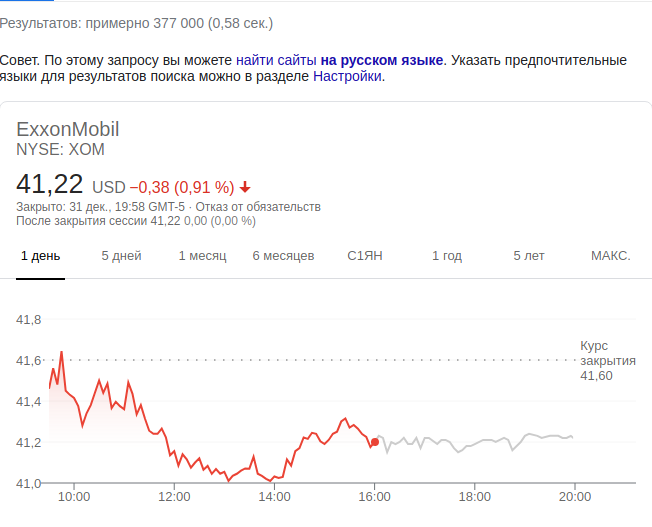 Результатов: примерно 377 000 (0,58 сек.)
Совет. По этому запросу вы можете найти сайты на русском языке. Указать предпочтительные
языки для результатов поиска можно в разделе Настройки.
ExxonMobil
NYSE: XOM
41,22 USD −0,38 (0,91 %)
Закрыто: 31 дек., 19:58 GMT-5 · Отказ от обязательств
После закрытия сессии 41,22 0,00 (0,00 %)
1 день 5 дней 1 месяц 6 месяцев С1ЯН 1 год 5 лет МАКС.
41,8
41,6
41,4
41,2
41,0
Курс
закрытия
41,60
10:00 12:00 14:00 16:00 18:00 20:00